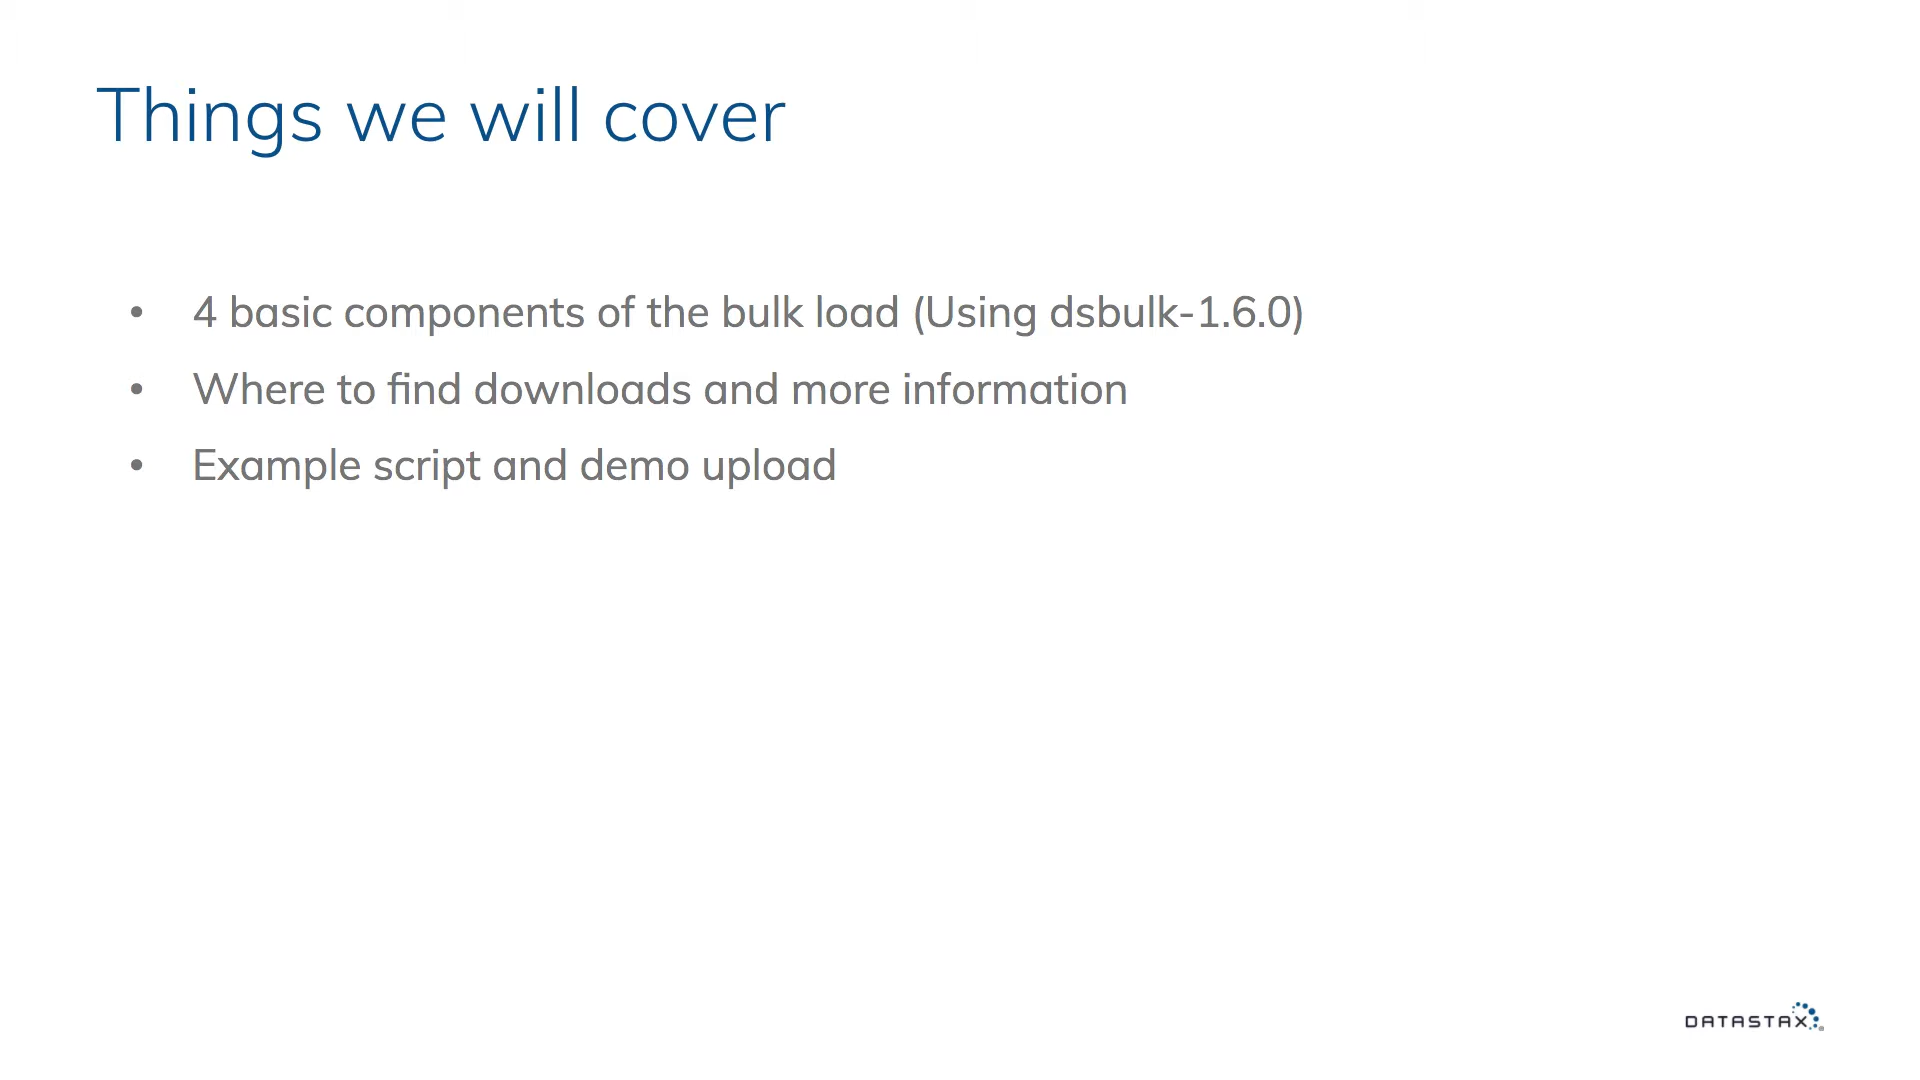 Things we will cover
• 4 basic components of the bulk load (Using dsbulk-1.6.0)
• Where to find downloads and more information
• Example script and demo upload
DATASTAX